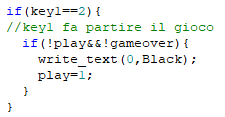 if(key1==2){
//key1 fa partire il gioco
if(!play&&!gameover){
write_text(0,Black);
play=1;
}
}